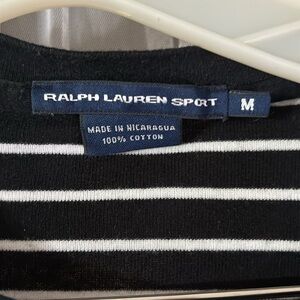 RALPH LAUREN SPORT
M
MADE IN NICARAGUA
100% COTTON